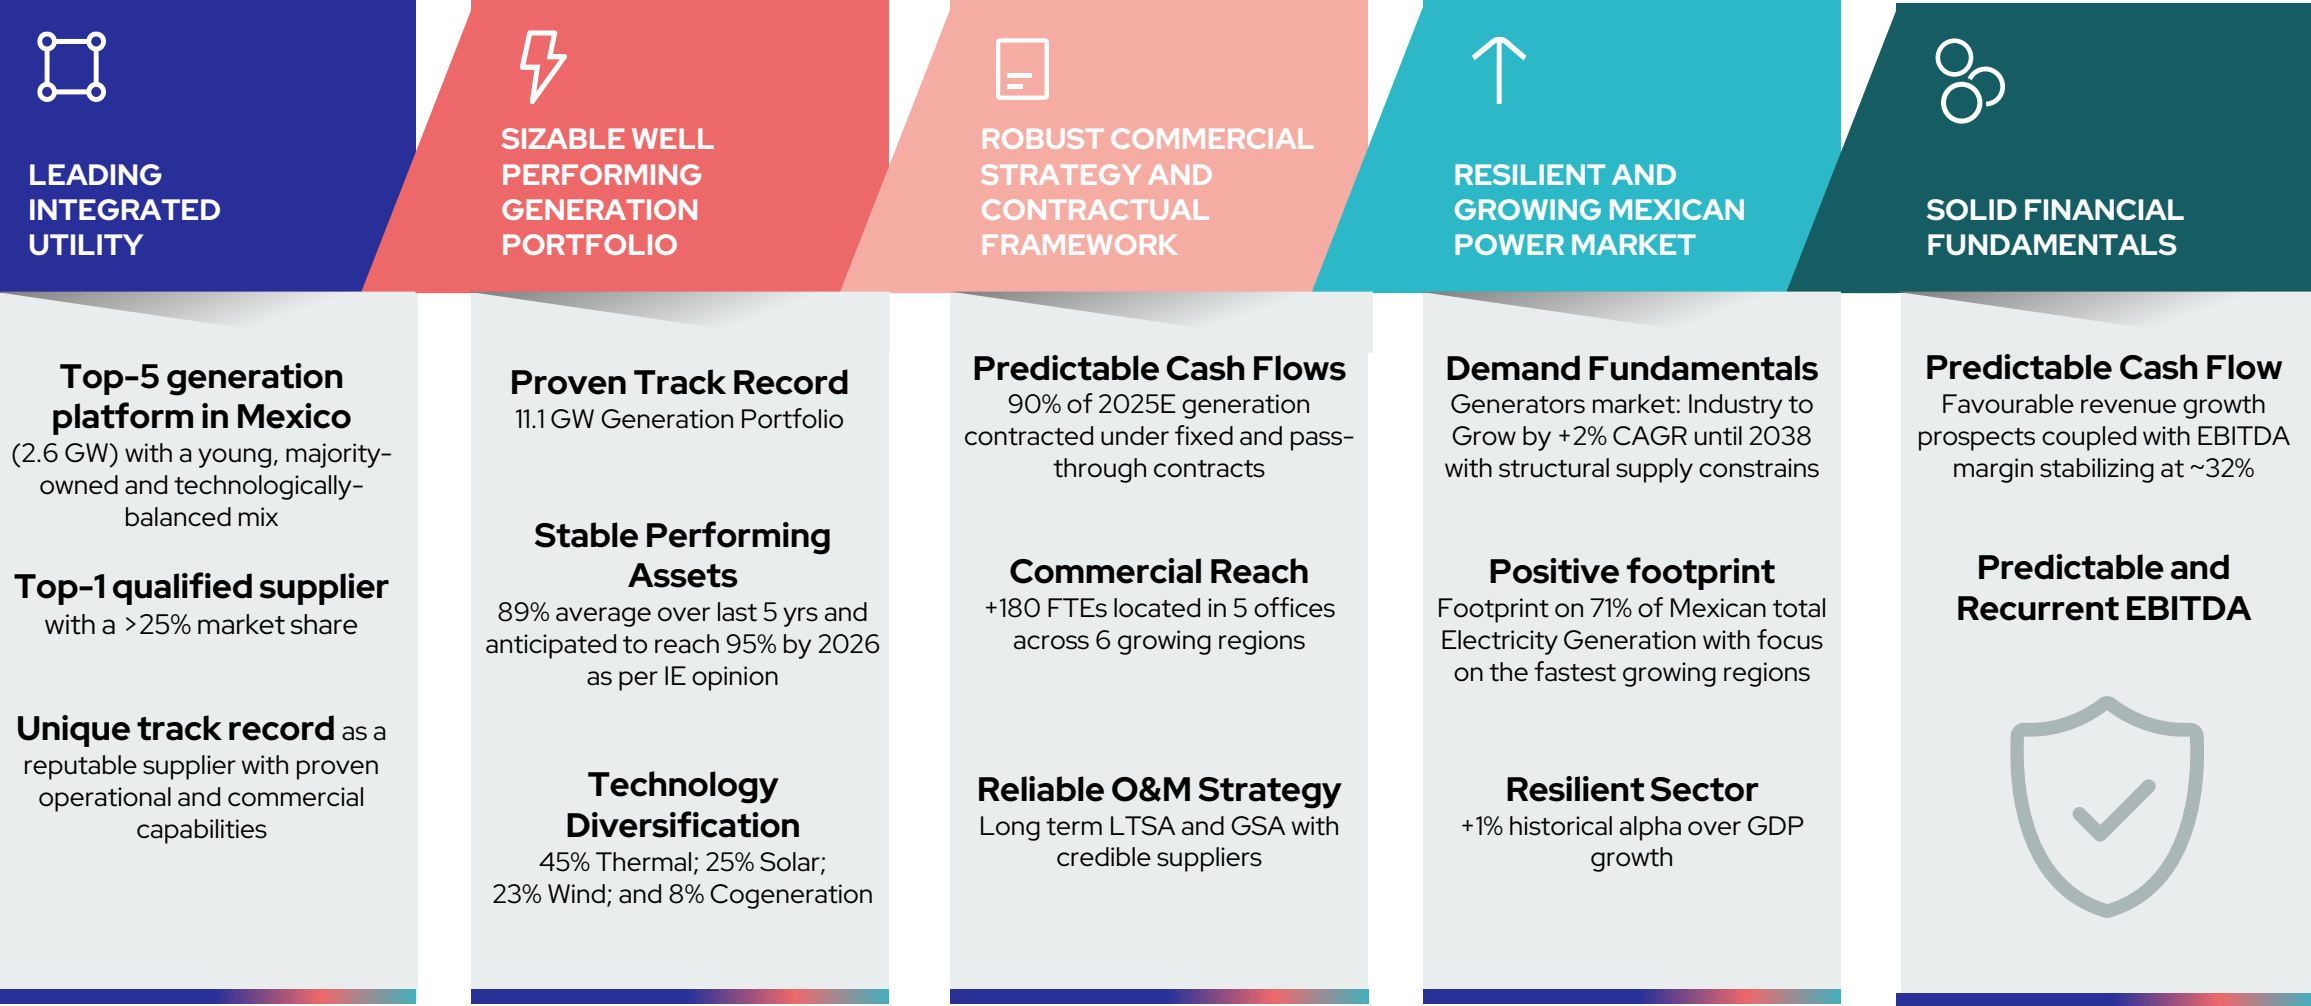 LEADING
INTEGRATED
UTILITY
Top-5 generation
platform in Mexico
(2.6 GW) with a young, majority-
owned and technologically-
balanced mix
Top-1 qualified supplier
with a >25% market share
Unique track record as a
reputable supplier with proven
operational and commercial
capabilities
SIZABLE WELL
PERFORMING
GENERATION
PORTFOLIO
Proven Track Record
11.1 GW Generation Portfolio
Stable Performing
Assets
89% average over last 5 yrs and
anticipated to reach 95% by 2026
as per IE opinion
Technology
Diversification
45% Thermal; 25% Solar;
23% Wind; and 8% Cogeneration
ROBUST COMMERCIAL
STRATEGY AND
CONTRACTUAL
FRAMEWORK
Predictable Cash Flows
90% of 2025E generation
contracted under fixed and pass-
through contracts
Commercial Reach
+180 FTEs located in 5 offices
across 6 growing regions
Reliable O&M Strategy
Long term LTSA and GSA with
credible suppliers
RESILIENT AND
GROWING MEXICAN
POWER MARKET
Demand Fundamentals
Generators market: Industry to
Grow by +2% CAGR until 2038
with structural supply constrains
Positive footprint
Footprint on 71% of Mexican total
Electricity Generation with focus
on the fastest growing regions
Resilient Sector
+1% historical alpha over GDP
growth
SOLID FINANCIAL
FUNDAMENTALS
Predictable Cash Flow
Favourable revenue growth
prospects coupled with EBITDA
margin stabilizing at ~32%
Predictable and
Recurrent EBITDA